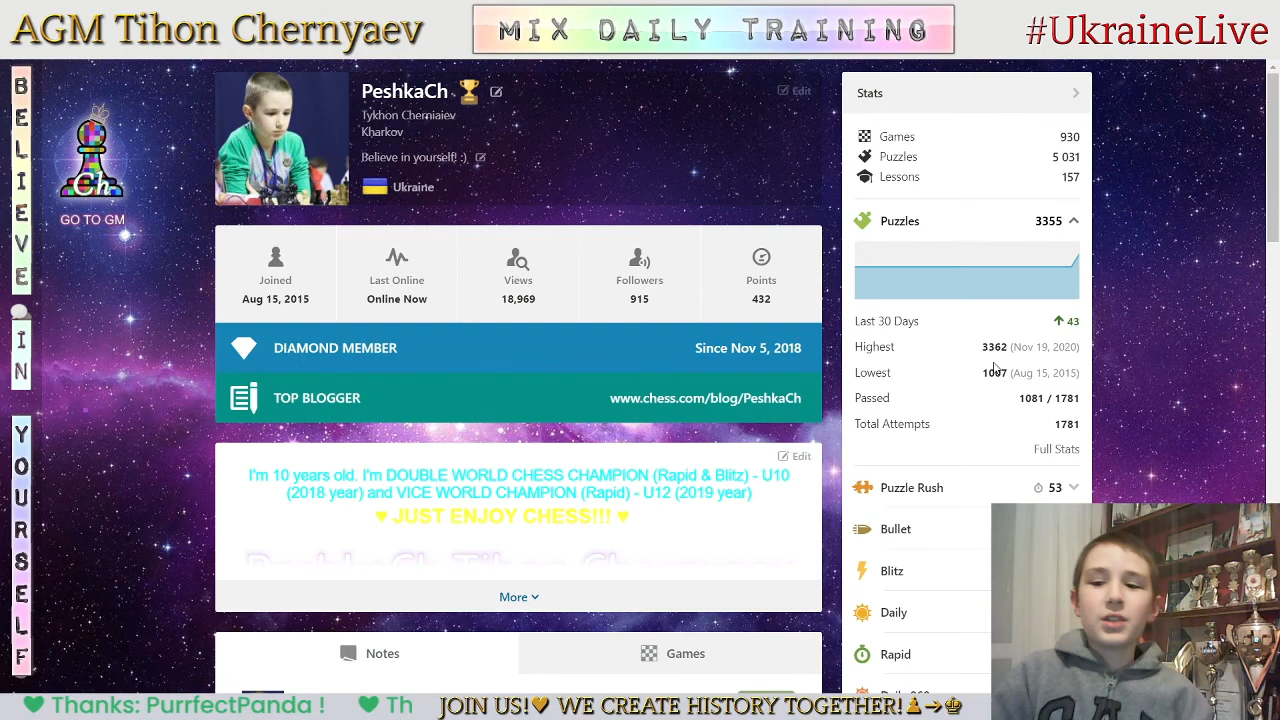 AGM Tihon Chernyaev
MIX DAILY TRAINING
#UkraineLive
BELIEVE IN YOURSELF
Ch
GO TO GM
PeshkaCh
Edit
Tykhon Cherniaiev
Kharkov
Believe in yourself! :)
Ukraine
Joined
Aug 15, 2015
Last Online
Online Now
Views
18,969
Followers
915
Points
432
DIAMOND MEMBER Since Nov 5, 2018
TOP BLOGGER www.chess.com/blog/PeshkaCh
Edit
I'm 10 years old. I'm DOUBLE WORLD CHESS CHAMPION (Rapid & Blitz) - U10
(2018 year) and VICE WORLD CHAMPION (Rapid) - U12 (2019 year)
♥ JUST ENJOY CHESS!!! ♥
More
Notes Games
Stats
Games 930
Puzzles 5 031
Lessons 157
Puzzles 3355
Last 30 Days 43
Highest 3362 (Nov 19, 2020)
Lowest (Aug 15, 2015)
Passed 1081 / 1781
Total Attempts 1781
Full Stats
Puzzle Rush 53
Bullet
Blitz
Daily
Rapid
💚 Thanks: PurrfectPanda ! 💚 Th
JOIN US!♥ WE CREATE HISTORY TOGETHER!♟→♚